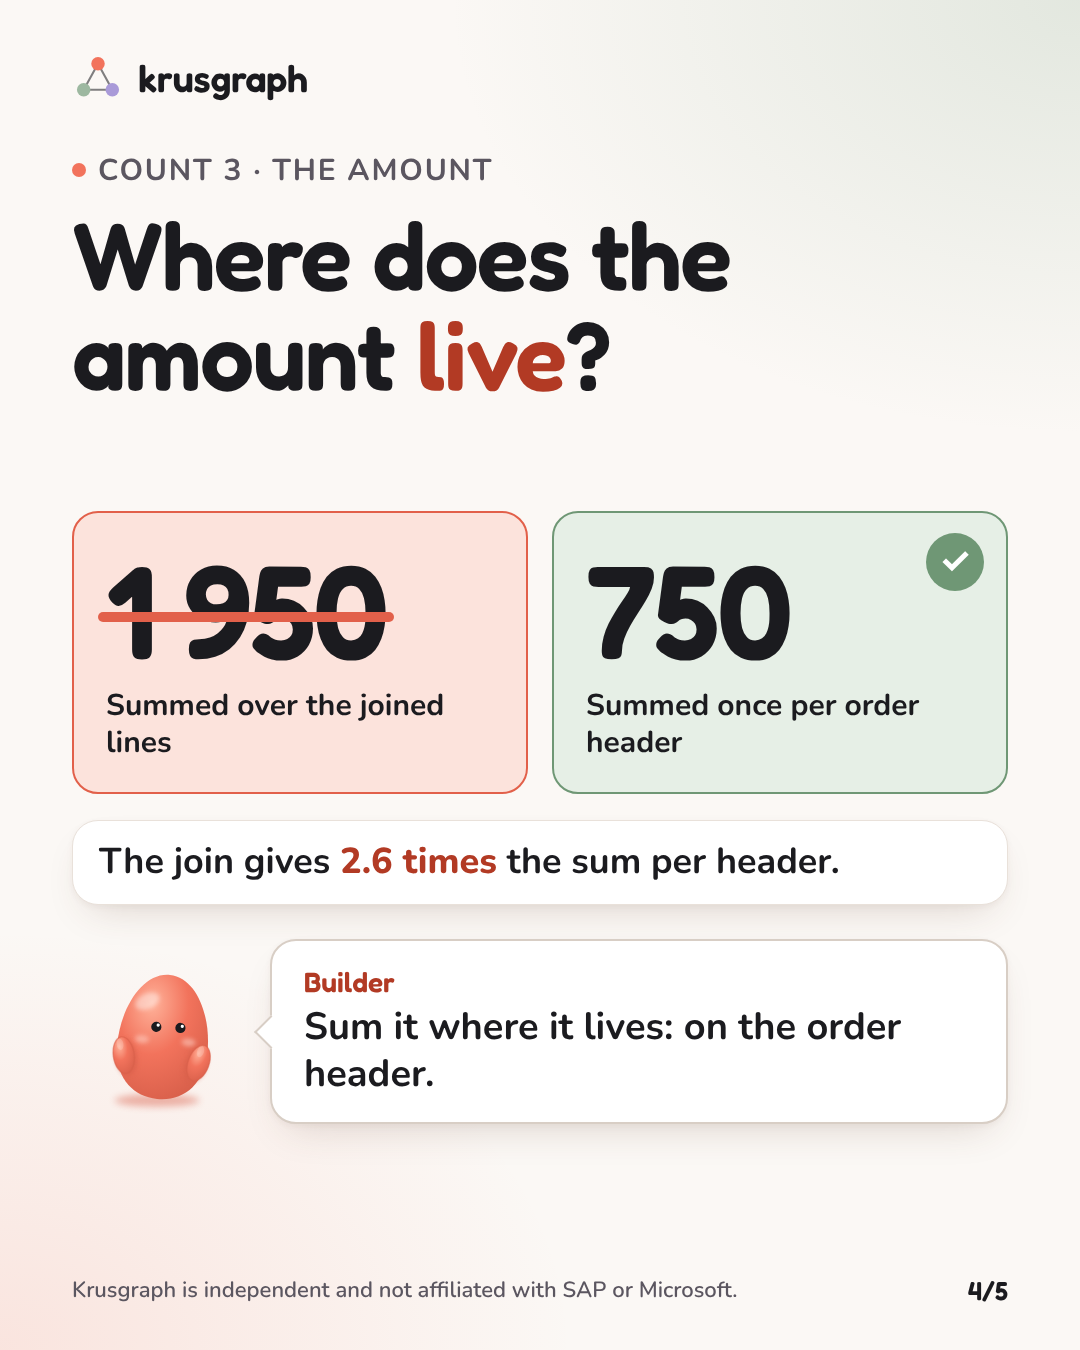 krusgraph
COUNT 3 · THE AMOUNT
Where does the
amount live?
1 950
Summed over the joined
lines
750
Summed once per order
header
The join gives 2.6 times the sum per header.
Builder
Sum it where it lives: on the order
header.
Krusgraph is independent and not affiliated with SAP or Microsoft.
4/5